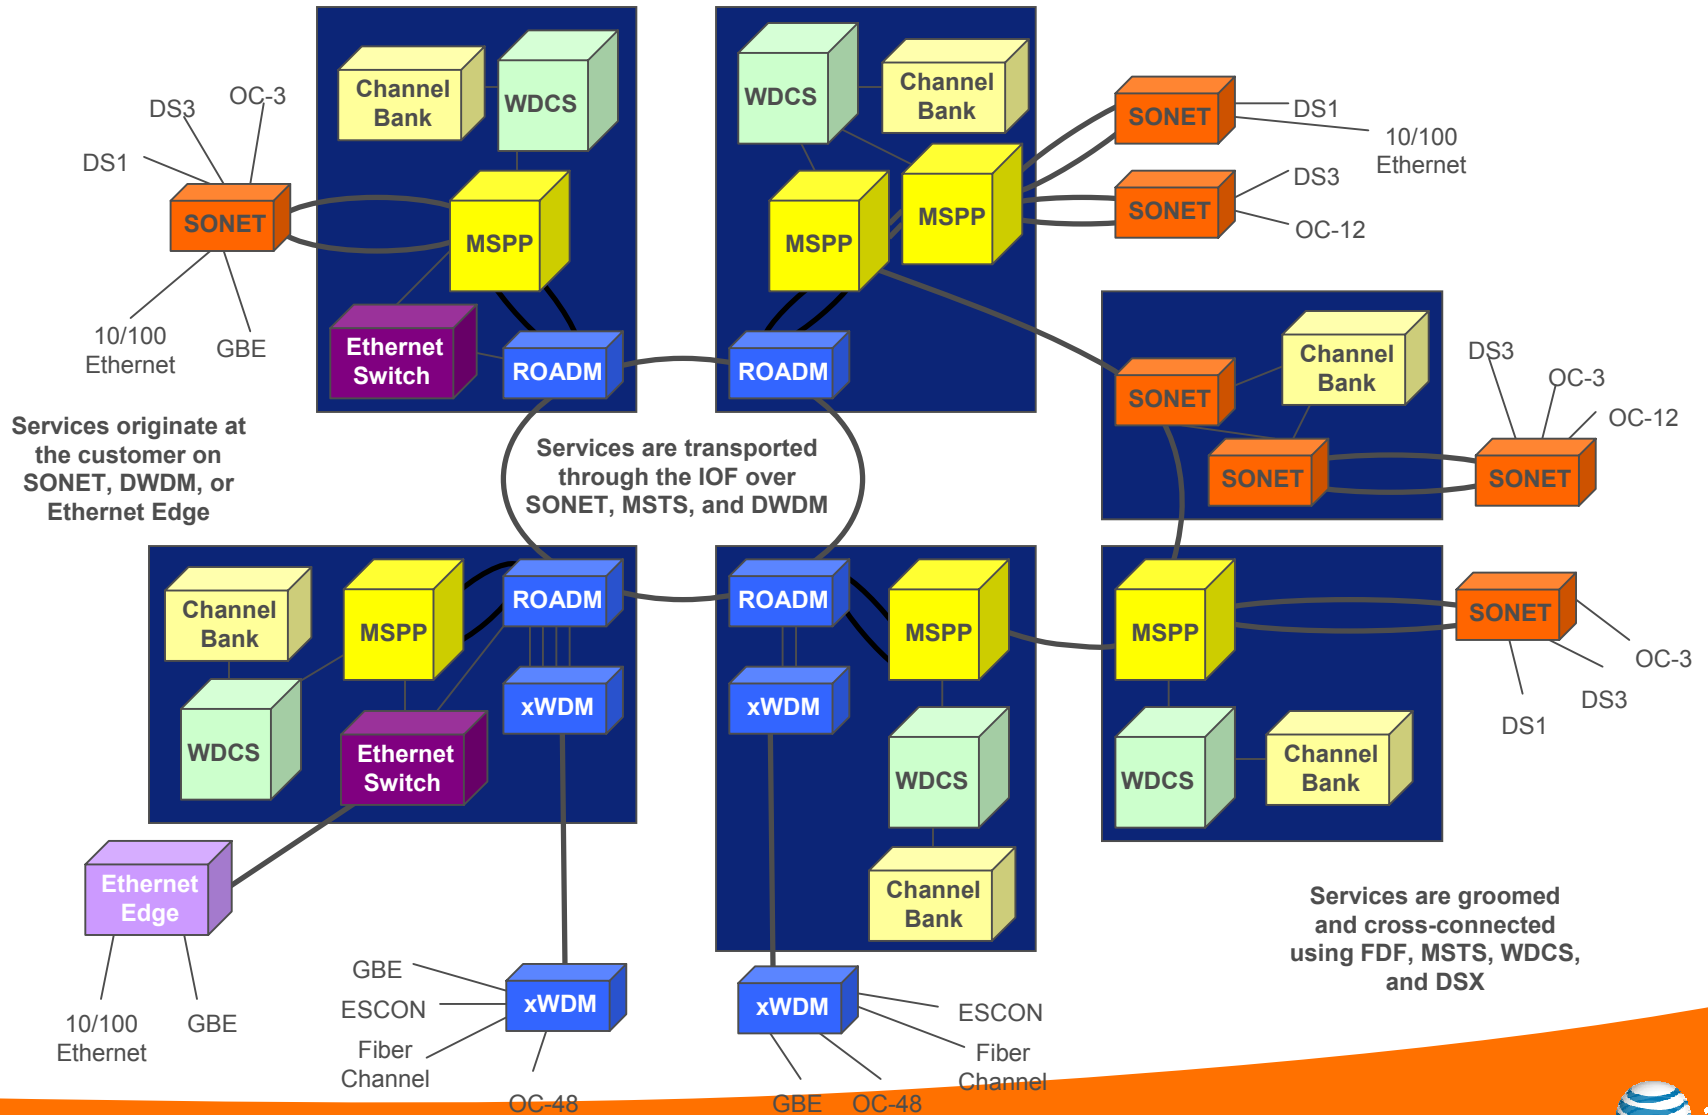 Channel
Bank
WDCS
DS3
OC-3
DS1
SONET
MSPP
10/100
Ethernet
GBE
Ethernet
Switch
ROADM
WDCS
Channel
Bank
MSPP
MSPP
ROADM
SONET
DS1
10/100
Ethernet
SONET
DS3
OC-12
SONET
Channel
Bank
SONET
SONET
DS3
OC-3
OC-12
Services originate at
the customer on
SONET, DWDM, or
Ethernet Edge
Services are transported
through the IOF over
SONET, MSTS, and DWDM
Channel
Bank
MSPP
ROADM
WDCS
Ethernet
Switch
xWDM
ROADM
MSPP
xWDM
WDCS
Channel
Bank
MSPP
SONET
OC-3
DS3
DS1
WDCS
Channel
Bank
Ethernet
Edge
10/100
Ethernet
GBE
GBE
ESCON
Fiber
Channel
OC-48
xWDM
xWDM
ESCON
Fiber
Channel
GBE
OC-48
Services are groomed
and cross-connected
using FDF, MSTS, WDCS,
and DSX